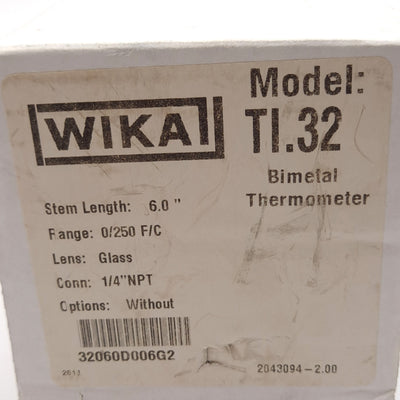 WIKA
Model:
TI.32
Bimetal
Thermometer
Stem Length: 6.0 "
Range: 0/250 F/C
Lens: Glass
Conn: 1/4"NPT
Options: Without
32060D006G2
2043094-2.00